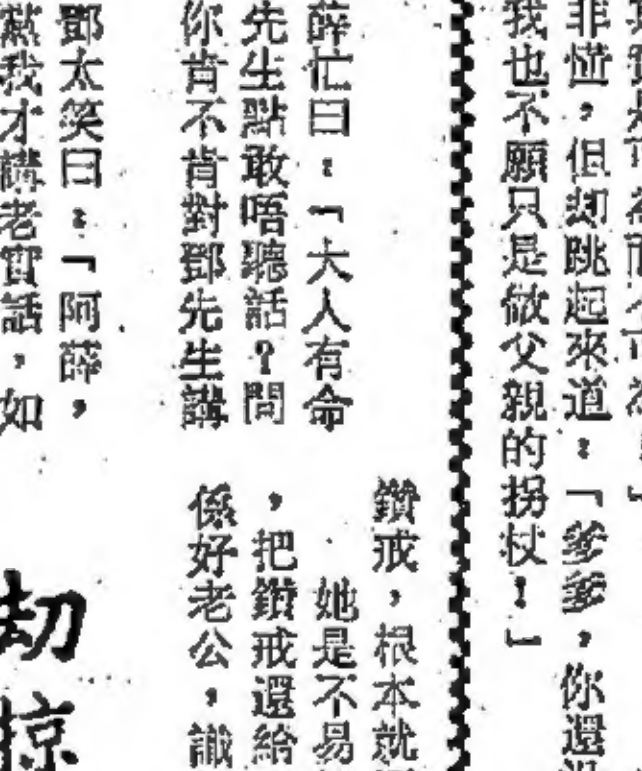 非懂，但却跳起來道：「爹爹，你還
我也不願只是做父親的拐杖！」
薛忙曰：「大人有命
先生點敢唔聽話？問
你肯不肯對鄧先生講
鄧太笑曰：「阿薛，
我才講老實話，如
鑽戒，根本就
她是不易
，把鑽戒還給
係好老公，識
劫掠